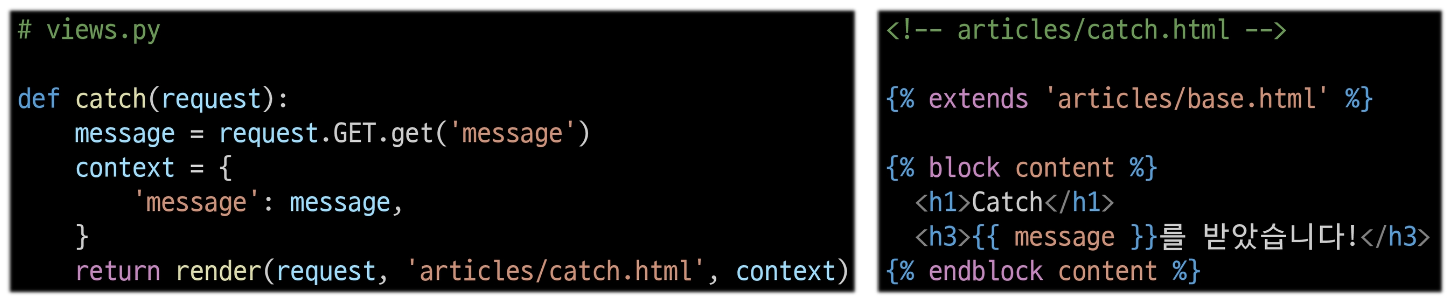 # views.py

def catch(request):
    message = request.GET.get('message')
    context = {
        'message': message,
    }
    return render(request, 'articles/catch.html', context)

<!-- articles/catch.html -->

{% extends 'articles/base.html' %}

{% block content %}
  <h1>Catch</h1>
  <h3>{{ message }}를 받았습니다!</h3>
{% endblock content %}